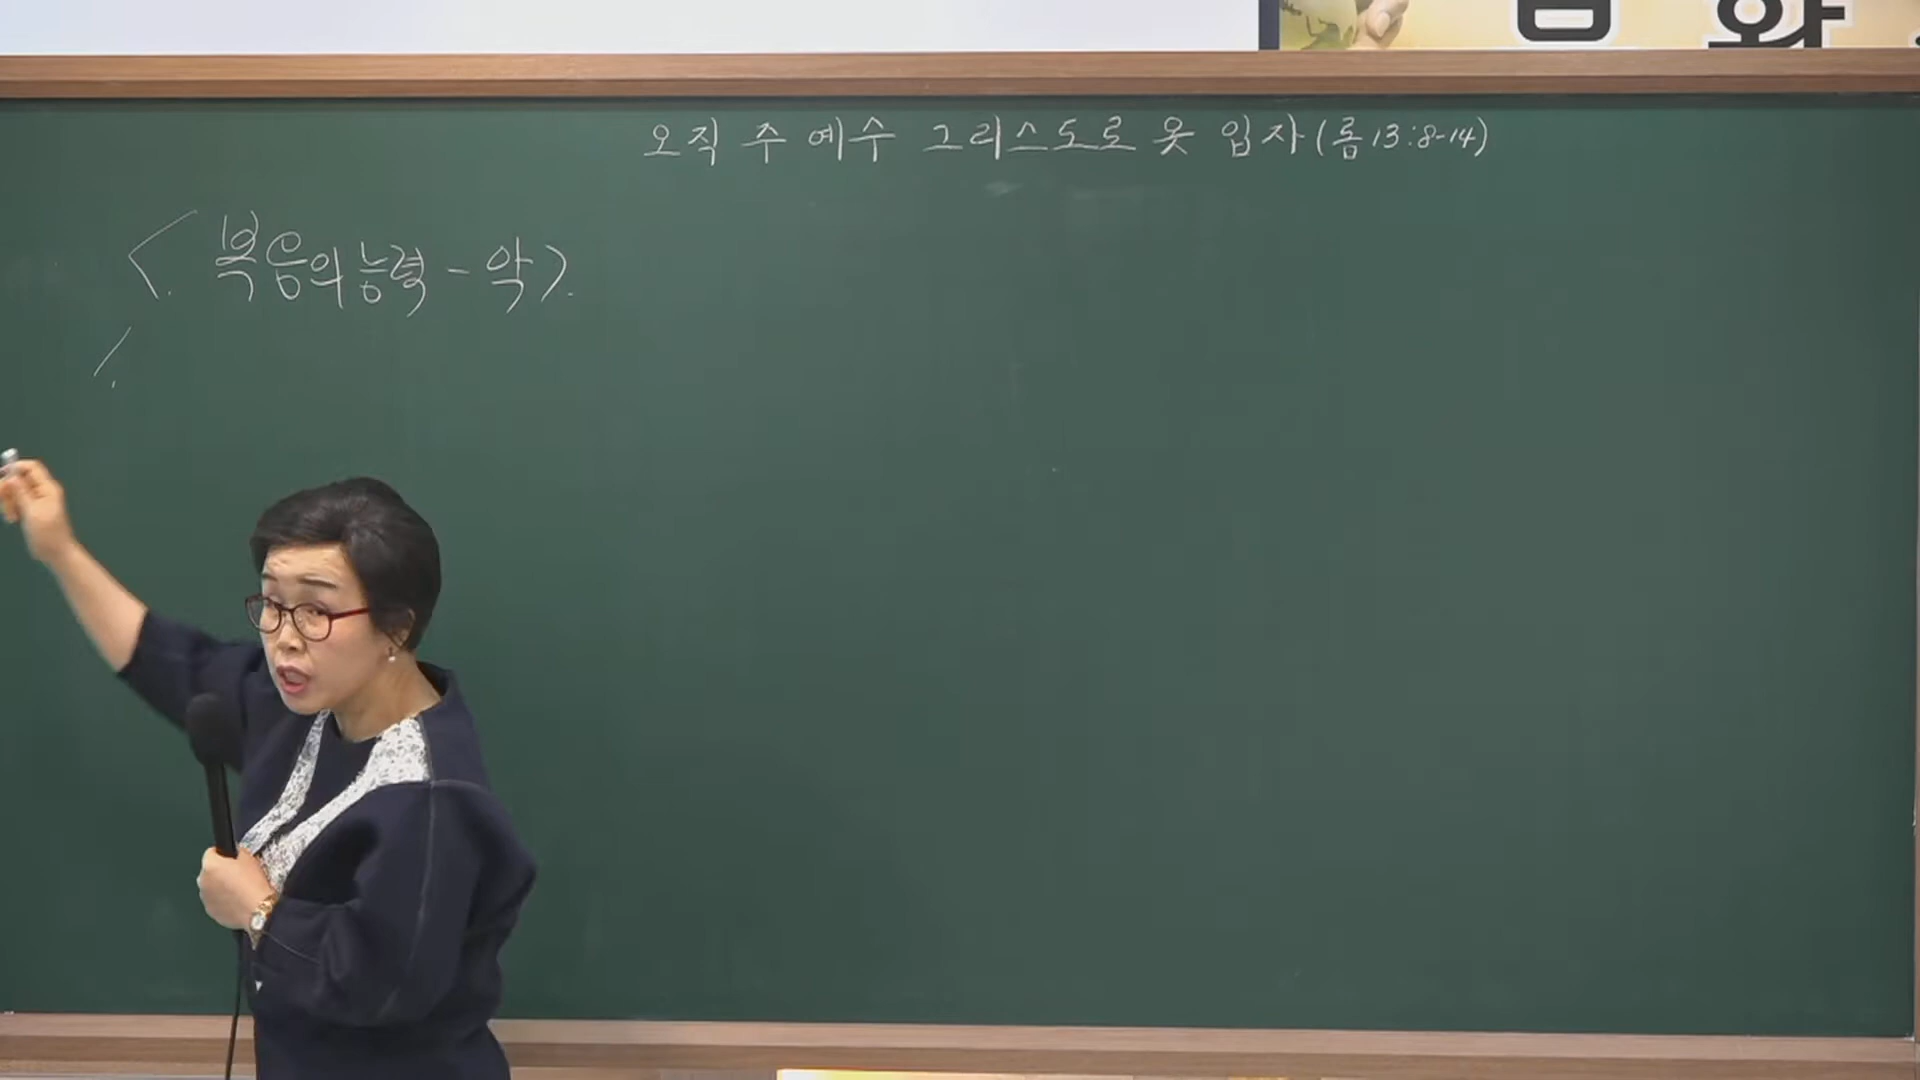 오직 주 예수 그리스도로 옷 입자 (롬 13:8-14)
< 복음의 능력 - 악 >
1.